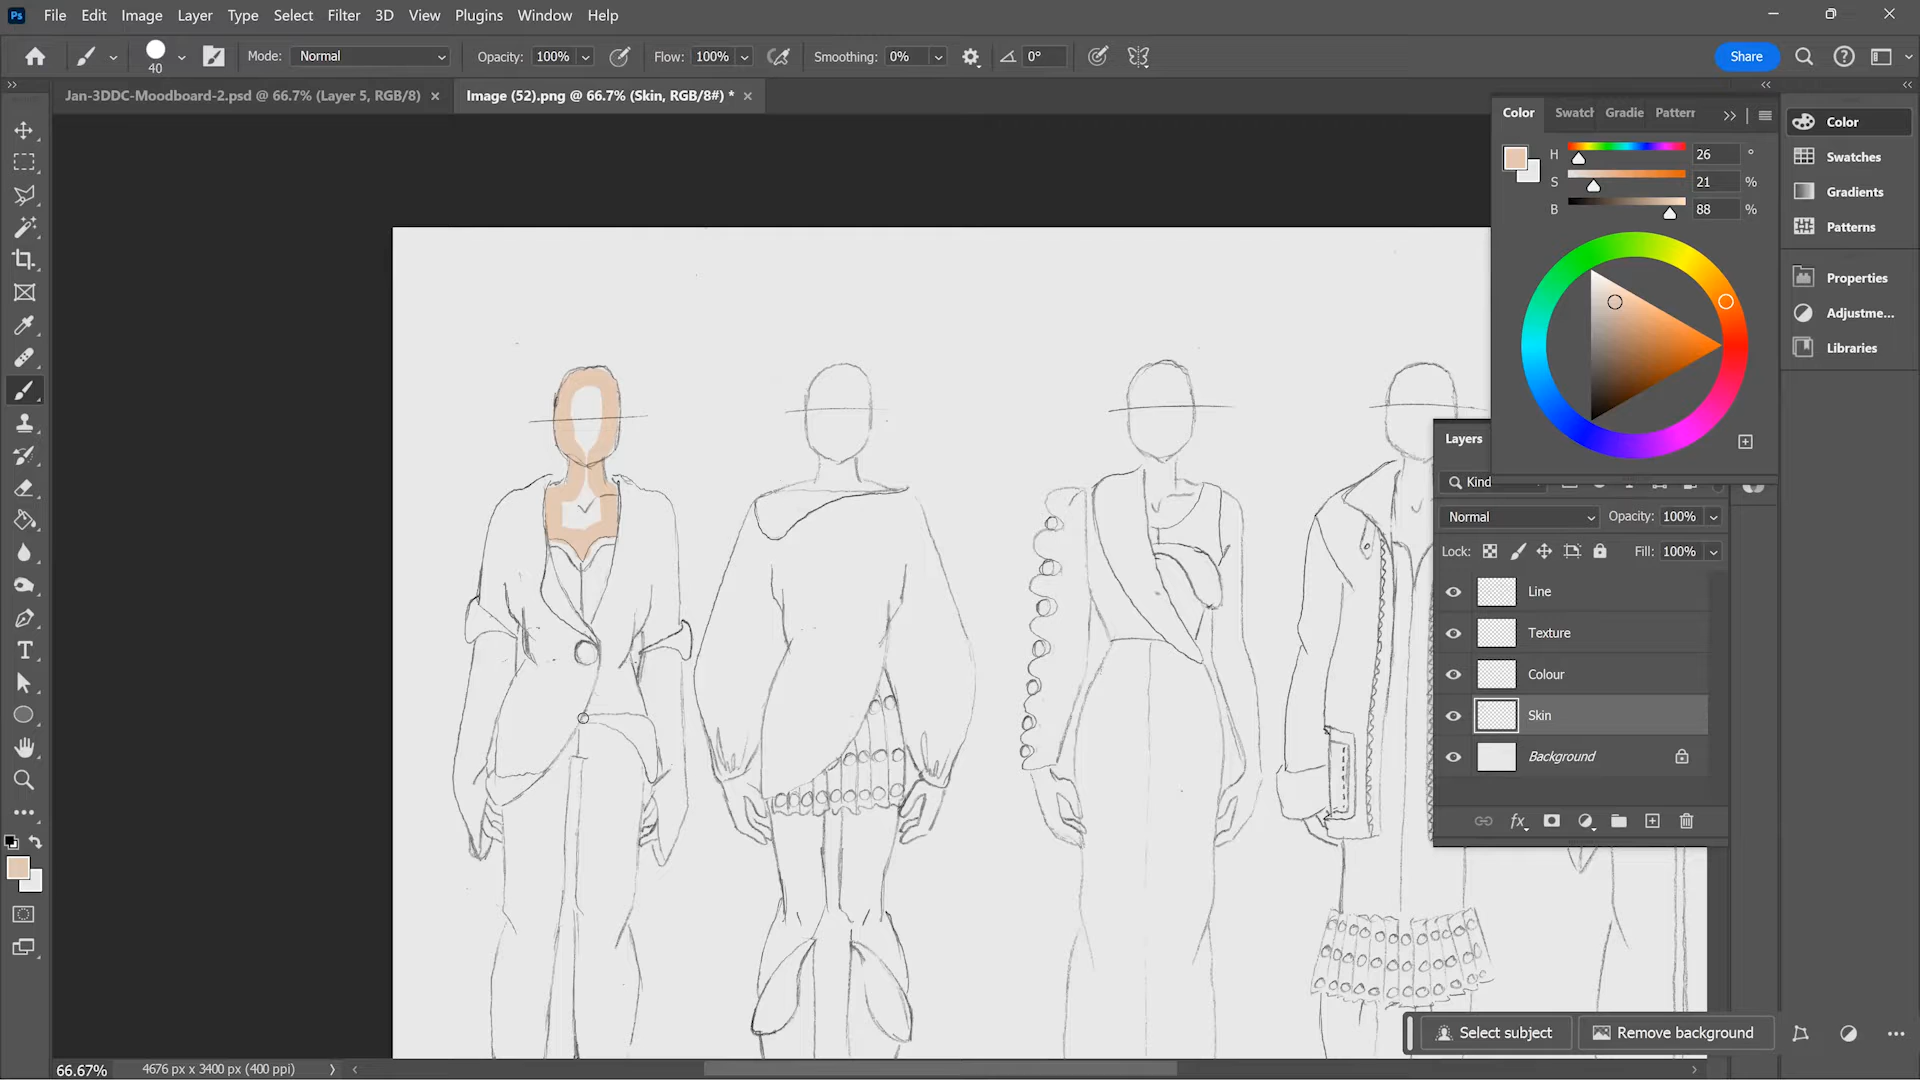 Ps File Edit Image Layer Type Select Filter 3D View Plugins Window Help
40 Mode: Normal Opacity: 100% Flow: 100% Smoothing: 0% 0° Share
Jan-3DDC-Moodboard-2.psd @ 66.7% (Layer 5, RGB/8) Image (52).png @ 66.7% (Skin, RGB/8#) *
Color Swatch Gradie Patterr
H 26 °
S 21 %
B 88 %
Color
Swatches
Gradients
Patterns
Properties
Adjustme...
Libraries
Layers
Kind
Normal Opacity: 100%
Lock: Fill: 100%
Line
Texture
Colour
Skin
Background
fx
Select subject Remove background
66.67% 4676 px x 3400 px (400 ppi)